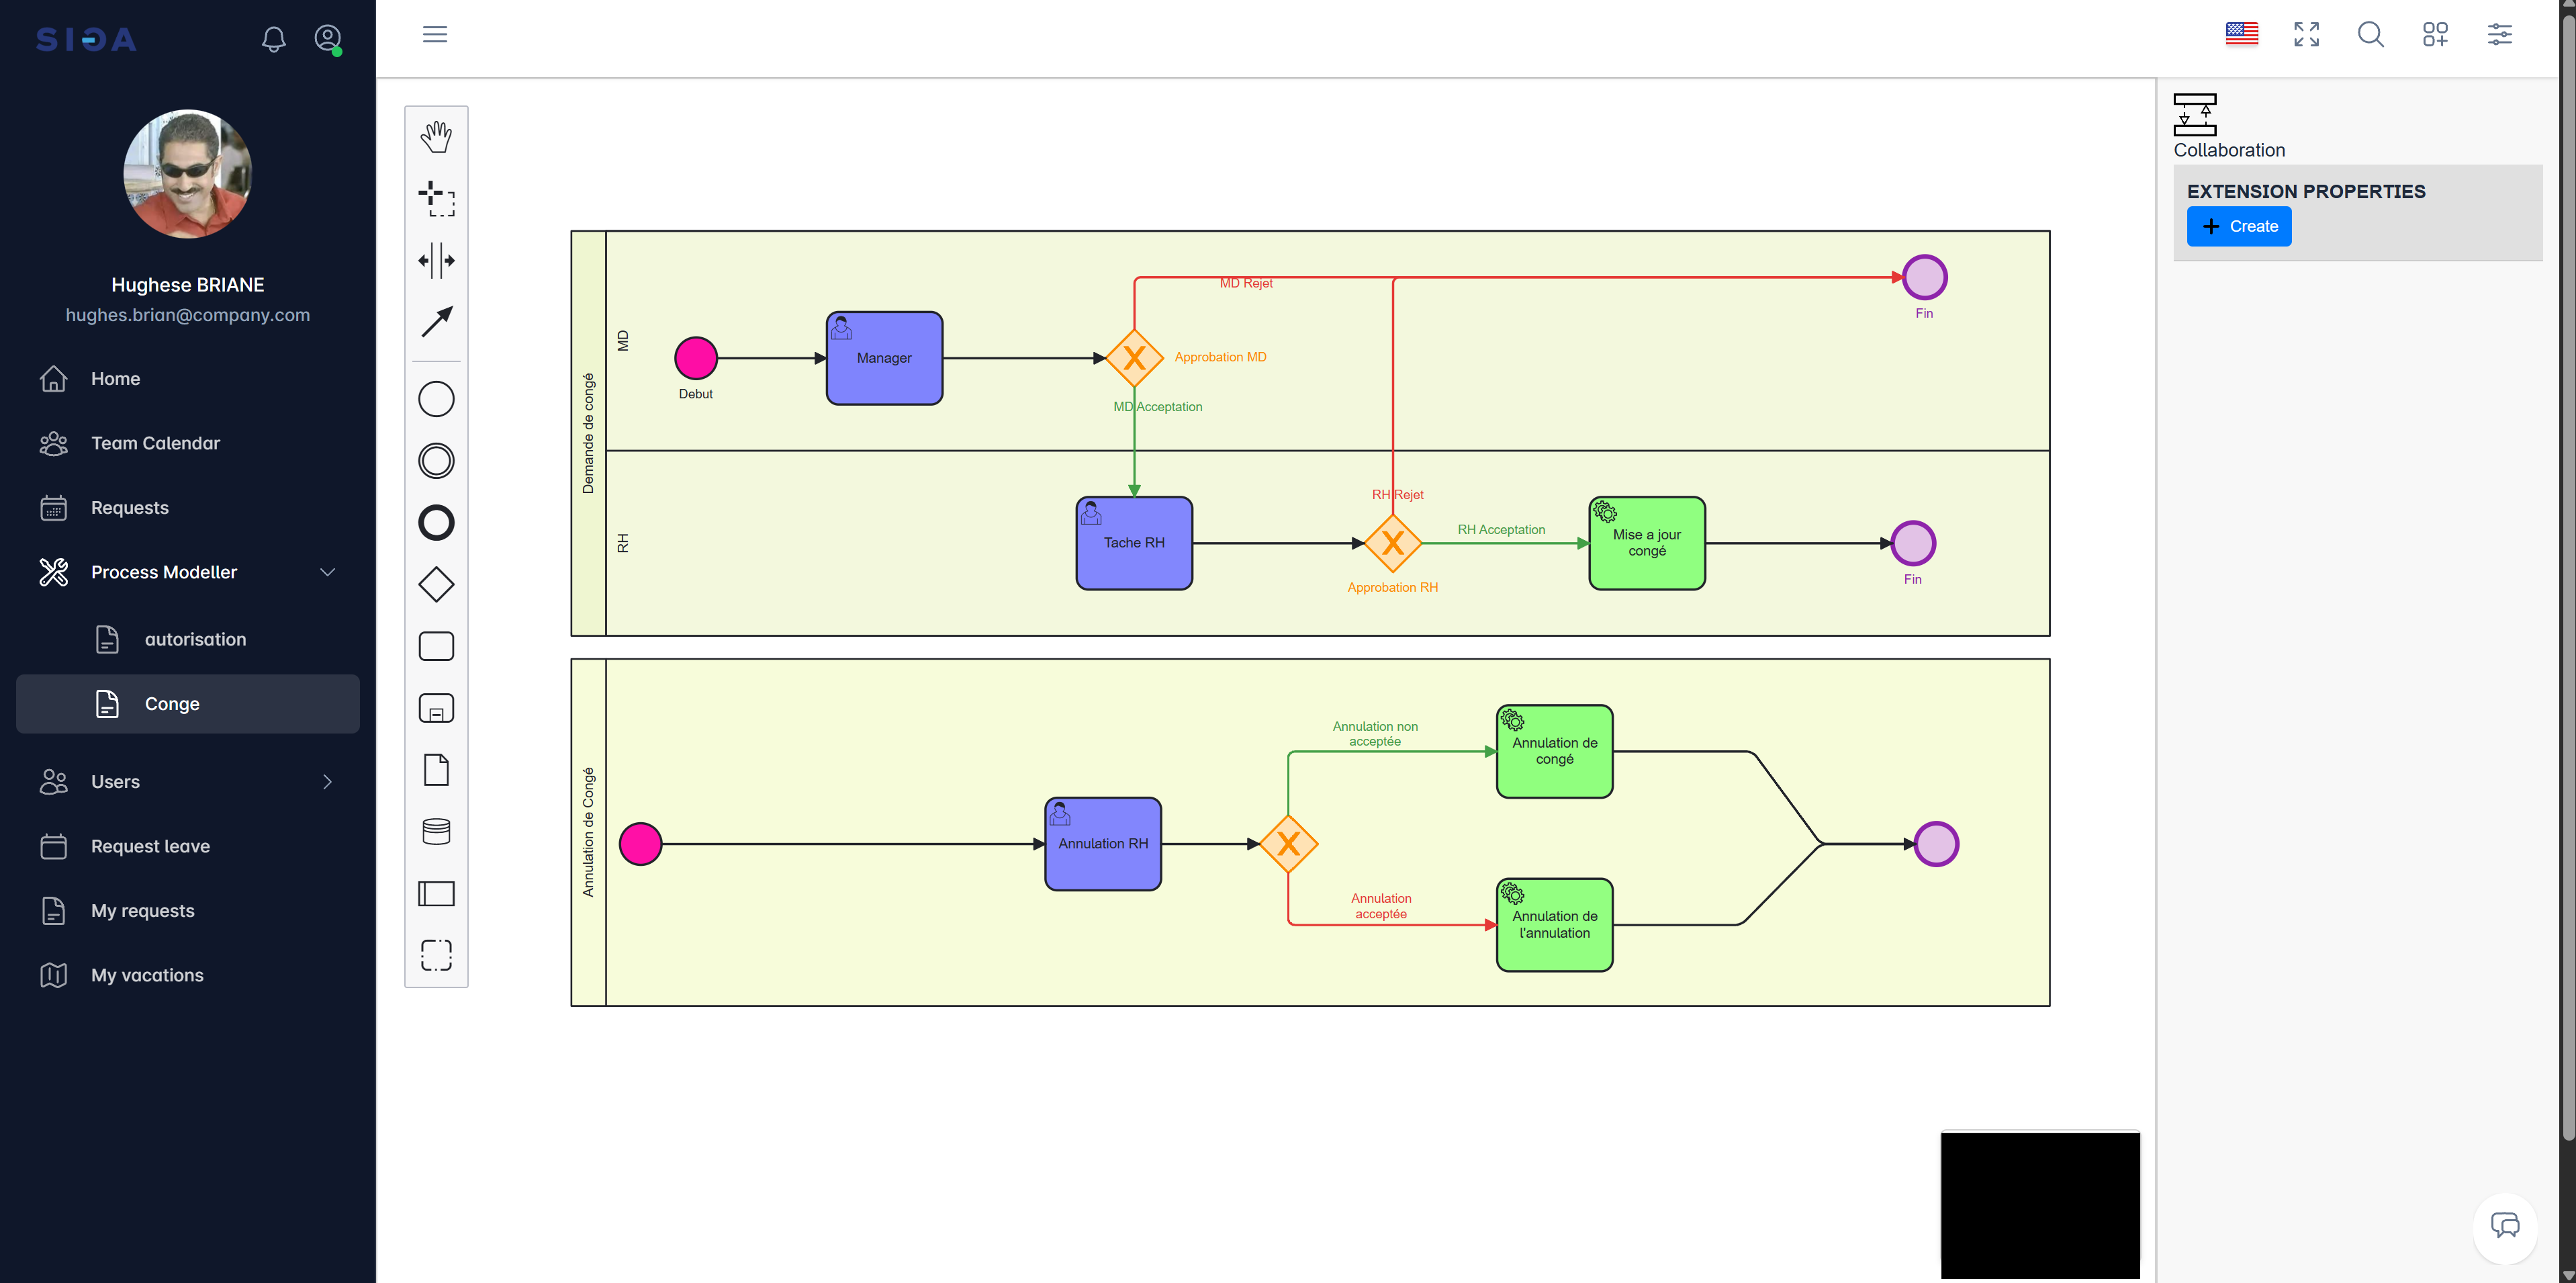 SIGA
Hughese BRIANE
hughes.brian@company.com
Home
Team Calendar
Requests
Process Modeller
autorisation
Conge
Users
Request leave
My requests
My vacations
Collaboration
EXTENSION PROPERTIES
+ Create
Demande de congé
MD
Debut
Manager
MD Rejet
Approbation MD
MD Acceptation
Fin
RH
Tache RH
RH Rejet
Approbation RH
RH Acceptation
Mise a jour
congé
Fin
Annulation de Congé
Annulation RH
Annulation non
acceptée
Annulation de
congé
Annulation
acceptée
Annulation de
l'annulation